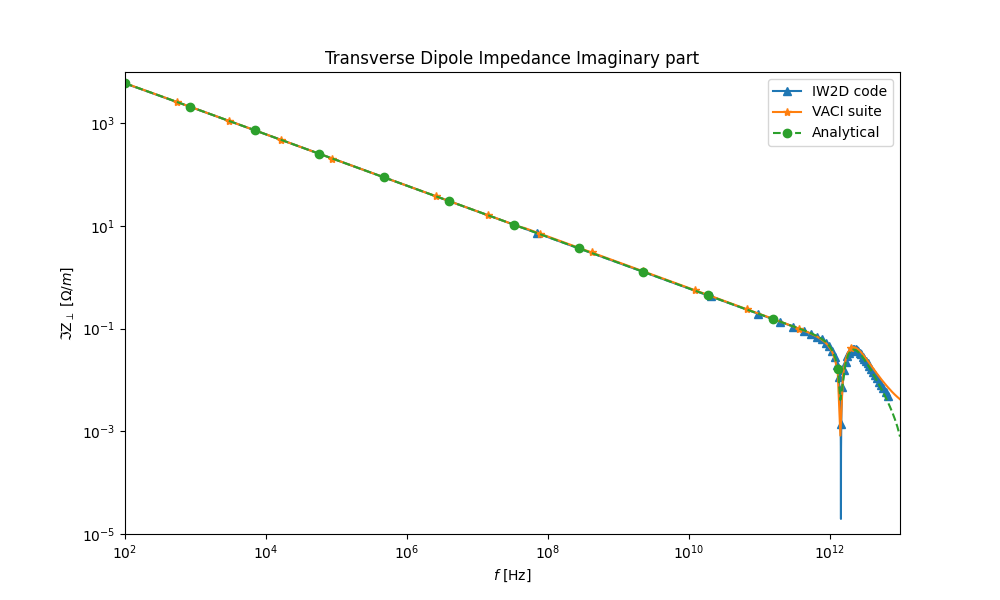 Transverse Dipole Impedance Imaginary part
IW2D code
VACI suite
Analytical
10³
10¹
10⁻¹
10⁻³
10⁻⁵
ℑZ⊥ [Ω/m]
10² 10⁴ 10⁶ 10⁸ 10¹⁰ 10¹²
f [Hz]